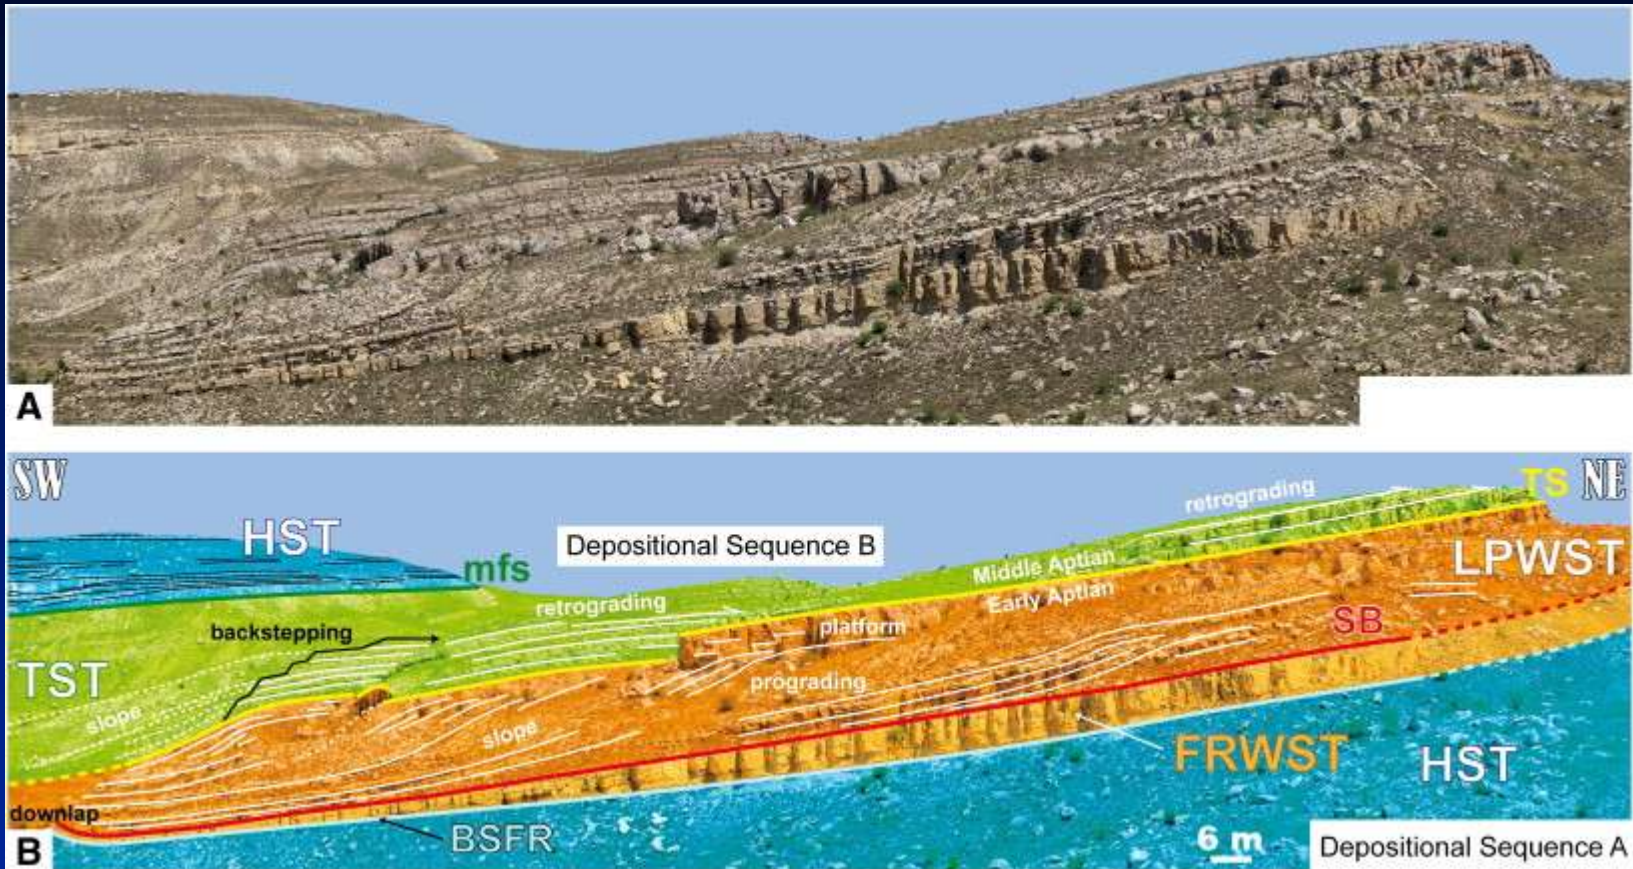 A
SW
NE
TS
HST
retrograding
Depositional Sequence B
mfs
LPWST
Middle Aptian
Early Aptian
retrograding
SB
backstepping
platform
TST
prograding
slope
slope
FRWST
HST
downlap
BSFR
6 m
B
Depositional Sequence A